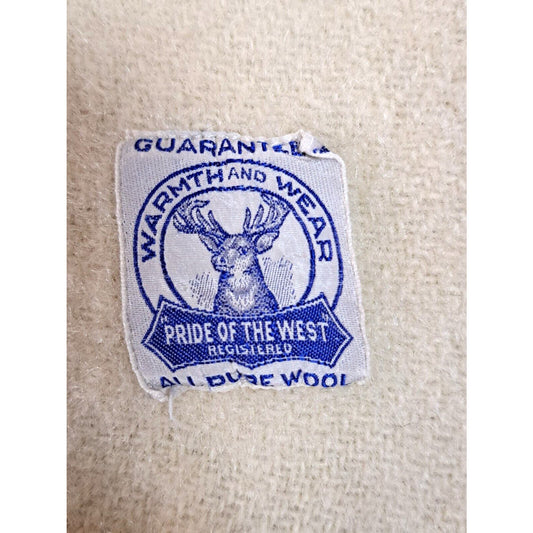 GUARANTEED
WARMTH AND WEAR
PRIDE OF THE WEST
REGISTERED
ALL PURE WOOL